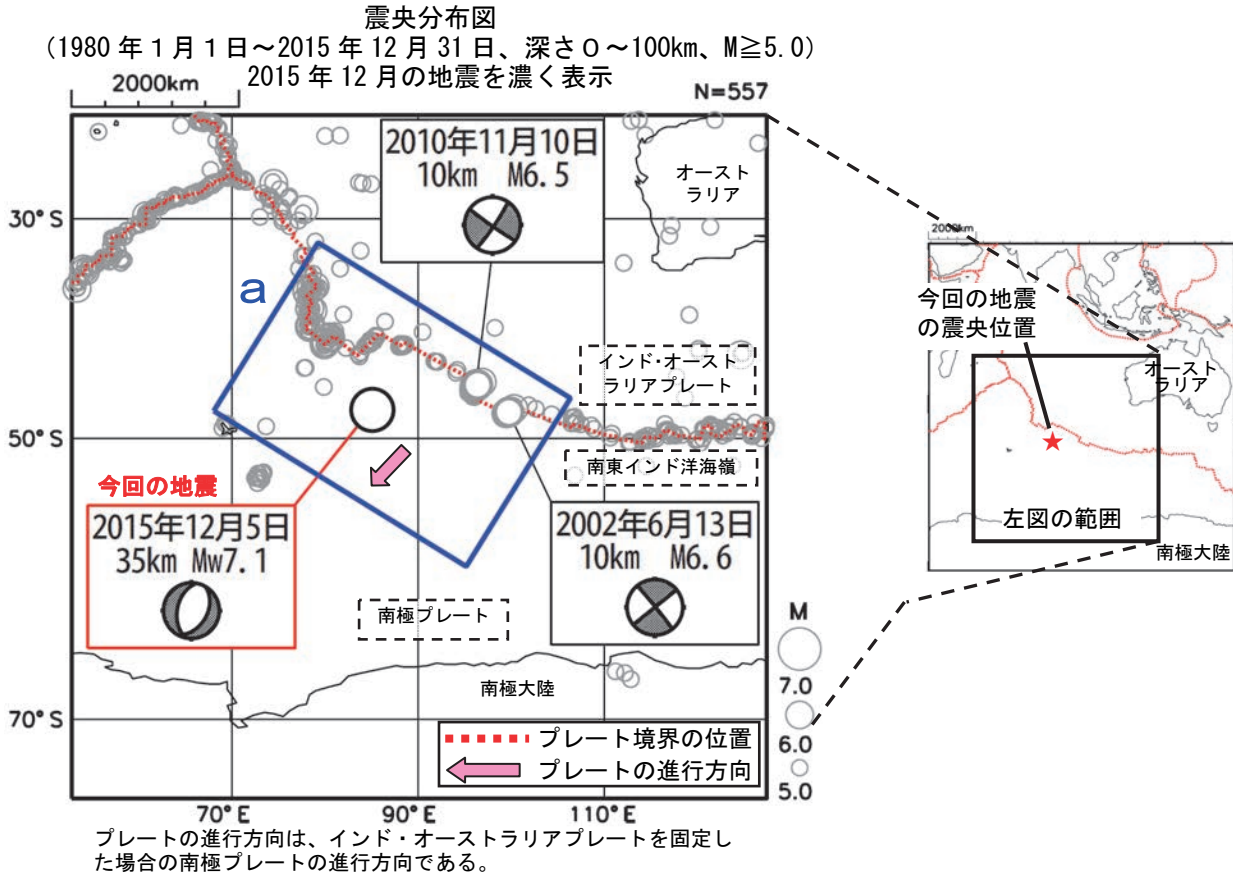 震央分布図
(1980年1月1日~2015年12月31日、深さ0~100km、M≧5.0)
2015年12月の地震を濃く表示
2000km
N=557
2010年11月10日
10km M6.5
オースト
ラリア
30°S
a
インド・オースト
ラリアプレート
50°S
南東インド洋海嶺
今回の地震
2015年12月5日
35km Mw7.1
2002年6月13日
10km M6.6
南極プレート
南極大陸
70°S
プレート境界の位置
プレートの進行方向
70°E
90°E
110°E
M
7.0
6.0
5.0
2000km
今回の地震
の震央位置
オースト
ラリア
左図の範囲
南極大陸
プレートの進行方向は、インド・オーストラリアプレートを固定し
た場合の南極プレートの進行方向である。